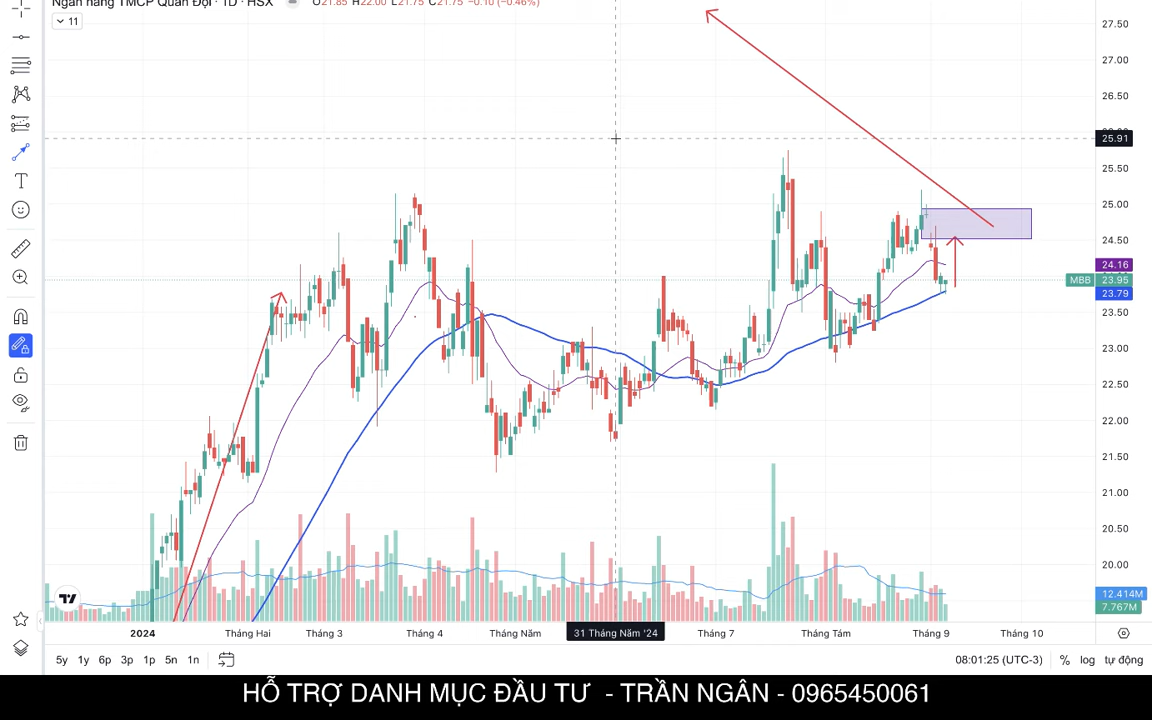 Ngân hàng TMCP Quân Đội · 1D · HSX O21.85 H22.00 L21.75 C21.75 −0.10 (−0.46%)
11
27.50
27.00
26.50
25.91
25.50
25.00
24.50
24.16
MBB 23.95
23.79
23.50
23.00
22.50
22.00
21.50
21.00
20.50
20.00
12.414M
7.767M
2024 Tháng Hai Tháng 3 Tháng 4 Tháng Năm 31 Tháng Năm '24 Tháng 7 Tháng Tám Tháng 9 Tháng 10
5y 1y 6p 3p 1p 5n 1n 08:01:25 (UTC-3) % log tự động
HỖ TRỢ DANH MỤC ĐẦU TƯ - TRẦN NGÂN - 0965450061